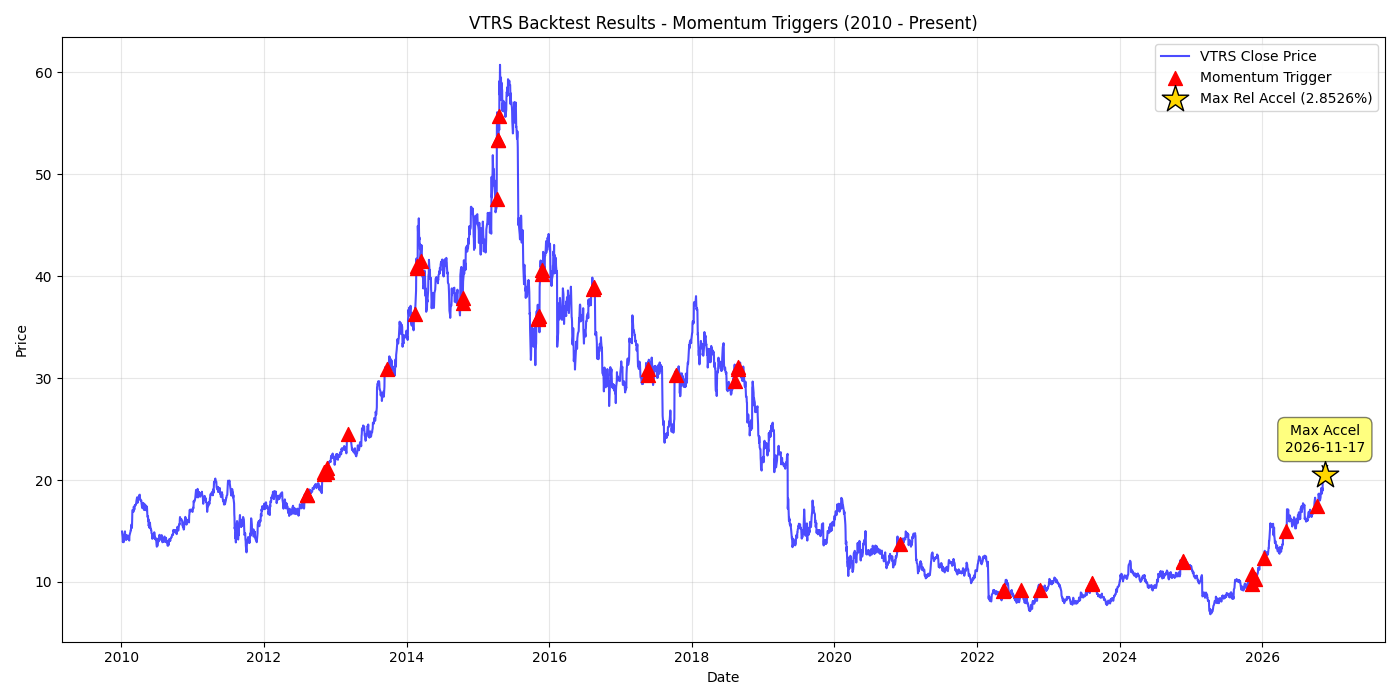 VTRS Backtest Results - Momentum Triggers (2010 - Present)
VTRS Close Price
Momentum Trigger
Max Rel Accel (2.8526%)
Max Accel
2026-11-17
Price
60
50
40
30
20
10
2010 2012 2014 2016 2018 2020 2022 2024 2026
Date